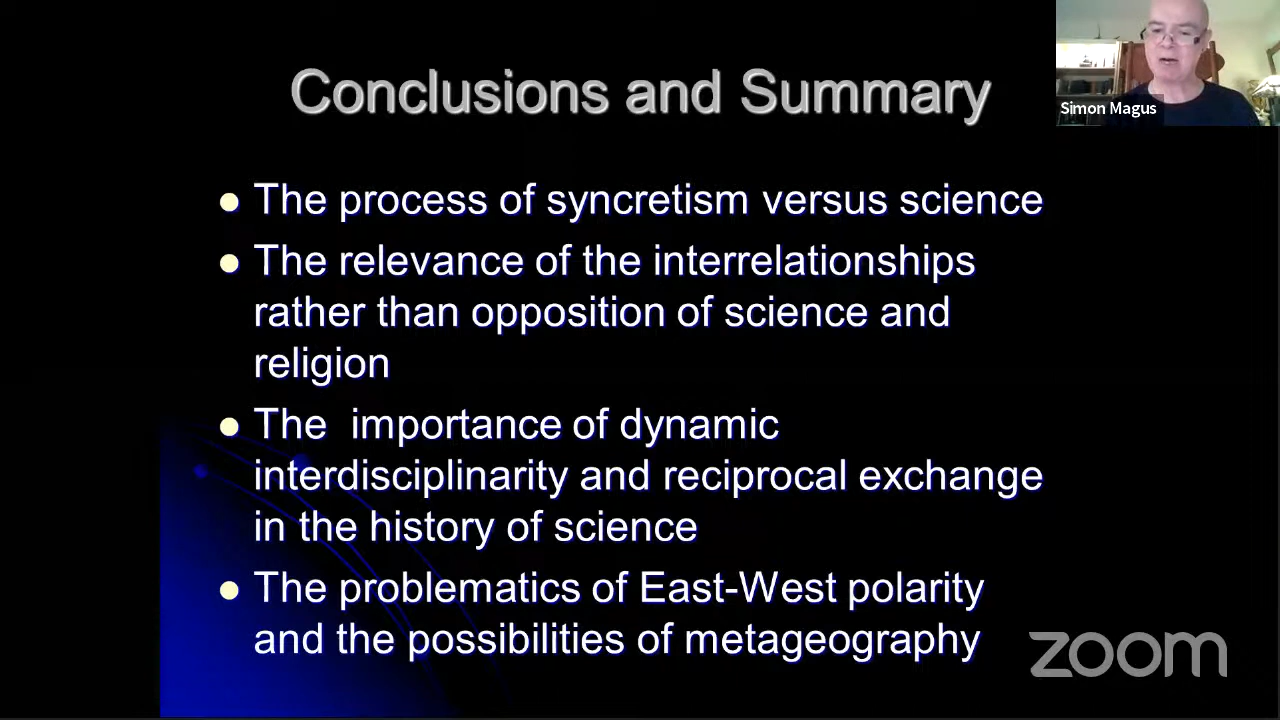 Conclusions and Summary
Simon Magus
The process of syncretism versus science
The relevance of the interrelationships
rather than opposition of science and
religion
The importance of dynamic
interdisciplinarity and reciprocal exchange
in the history of science
The problematics of East-West polarity
and the possibilities of metageography
zoom